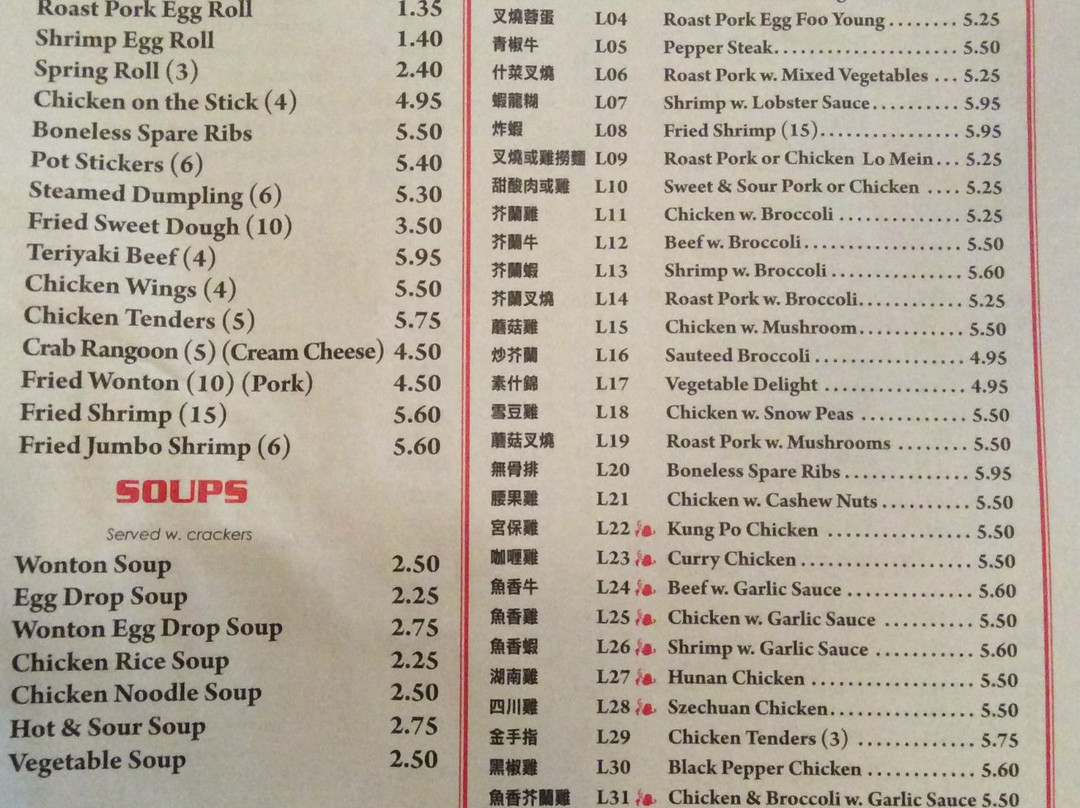 Roast Pork Egg Roll 1.35
Shrimp Egg Roll 1.40
Spring Roll (3) 2.40
Chicken on the Stick (4) 4.95
Boneless Spare Ribs 5.50
Pot Stickers (6) 5.40
Steamed Dumpling (6) 5.30
Fried Sweet Dough (10) 3.50
Teriyaki Beef (4) 5.95
Chicken Wings (4) 5.50
Chicken Tenders (5) 5.75
Crab Rangoon (5) (Cream Cheese) 4.50
Fried Wonton (10) (Pork) 4.50
Fried Shrimp (15) 5.60
Fried Jumbo Shrimp (6) 5.60
SOUPS
Served w. crackers
Wonton Soup 2.50
Egg Drop Soup 2.25
Wonton Egg Drop Soup 2.75
Chicken Rice Soup 2.25
Chicken Noodle Soup 2.50
Hot & Sour Soup 2.75
Vegetable Soup 2.50
叉燒蓉蛋 L04 Roast Pork Egg Foo Young ........ 5.25
青椒牛 L05 Pepper Steak........................ 5.50
什菜叉燒 L06 Roast Pork w. Mixed Vegetables ... 5.25
蝦龍糊 L07 Shrimp w. Lobster Sauce........... 5.95
炸蝦 L08 Fried Shrimp (15).................. 5.95
叉燒或雞撈麵 L09 Roast Pork or Chicken Lo Mein... 5.25
甜酸肉或雞 L10 Sweet & Sour Pork or Chicken .... 5.25
芥蘭雞 L11 Chicken w. Broccoli ............... 5.25
芥蘭牛 L12 Beef w. Broccoli.................... 5.50
芥蘭蝦 L13 Shrimp w. Broccoli ................ 5.60
芥蘭叉燒 L14 Roast Pork w. Broccoli............. 5.25
蘑菇雞 L15 Chicken w. Mushroom............. 5.50
炒芥蘭 L16 Sauteed Broccoli .................. 4.95
素什錦 L17 Vegetable Delight ................. 4.95
雪豆雞 L18 Chicken w. Snow Peas ............ 5.50
蘑菇叉燒 L19 Roast Pork w. Mushrooms ........ 5.50
無骨排 L20 Boneless Spare Ribs............... 5.95
腰果雞 L21 Chicken w. Cashew Nuts .......... 5.50
宮保雞 L22 Kung Po Chicken ................. 5.50
咖喱雞 L23 Curry Chicken .................... 5.50
魚香牛 L24 Beef w. Garlic Sauce .............. 5.60
魚香雞 L25 Chicken w. Garlic Sauce .......... 5.50
魚香蝦 L26 Shrimp w. Garlic Sauce ........... 5.60
湖南雞 L27 Hunan Chicken ................... 5.50
四川雞 L28 Szechuan Chicken................ 5.50
金手指 L29 Chicken Tenders (3) ............. 5.75
黑椒雞 L30 Black Pepper Chicken ............ 5.60
魚香芥蘭雞 L31 Chicken & Broccoli w. Garlic Sauce 5.50